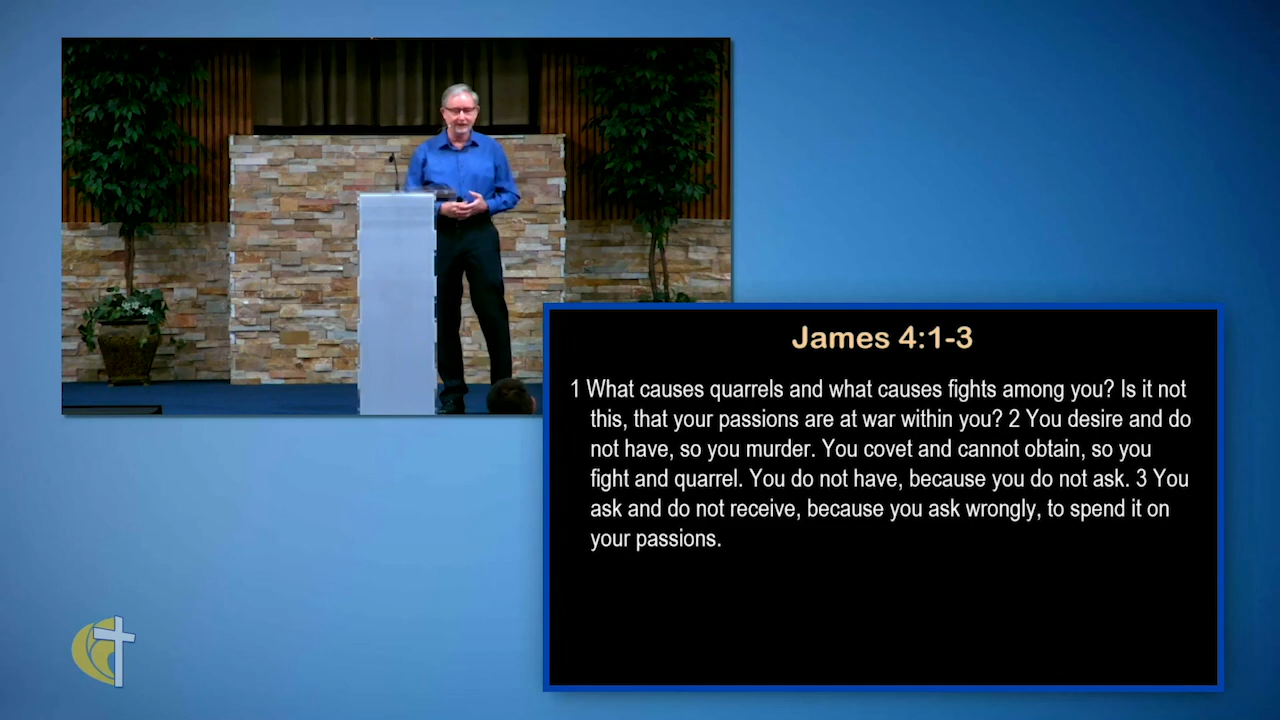 James 4:1-3
1 What causes quarrels and what causes fights among you? Is it not
this, that your passions are at war within you? 2 You desire and do
not have, so you murder. You covet and cannot obtain, so you
fight and quarrel. You do not have, because you do not ask. 3 You
ask and do not receive, because you ask wrongly, to spend it on
your passions.